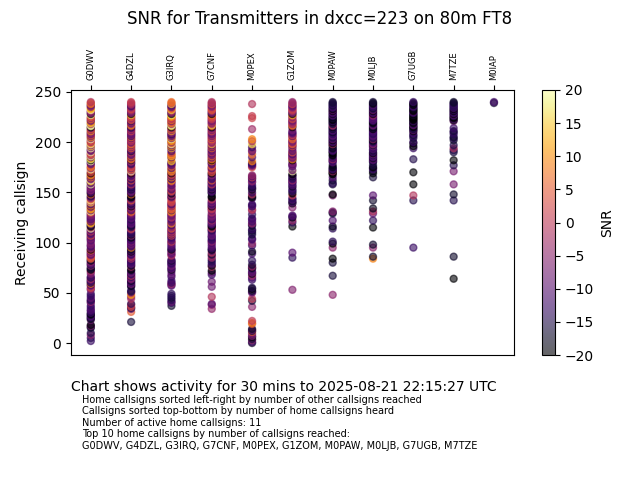 SNR for Transmitters in dxcc=223 on 80m FT8
G0DWV G4DZL G3IRQ G7CNF M0PEX G1ZOM M0PAW M0LJB G7UGB M7TZE M0IAP
250
200
150
100
50
0
Receiving callsign
20
15
10
5
0
−5
−10
−15
−20
SNR
Chart shows activity for 30 mins to 2025-08-21 22:15:27 UTC
Home callsigns sorted left-right by number of other callsigns reached
Callsigns sorted top-bottom by number of home callsigns heard
Number of active home callsigns: 11
Top 10 home callsigns by number of callsigns reached:
G0DWV, G4DZL, G3IRQ, G7CNF, M0PEX, G1ZOM, M0PAW, M0LJB, G7UGB, M7TZE